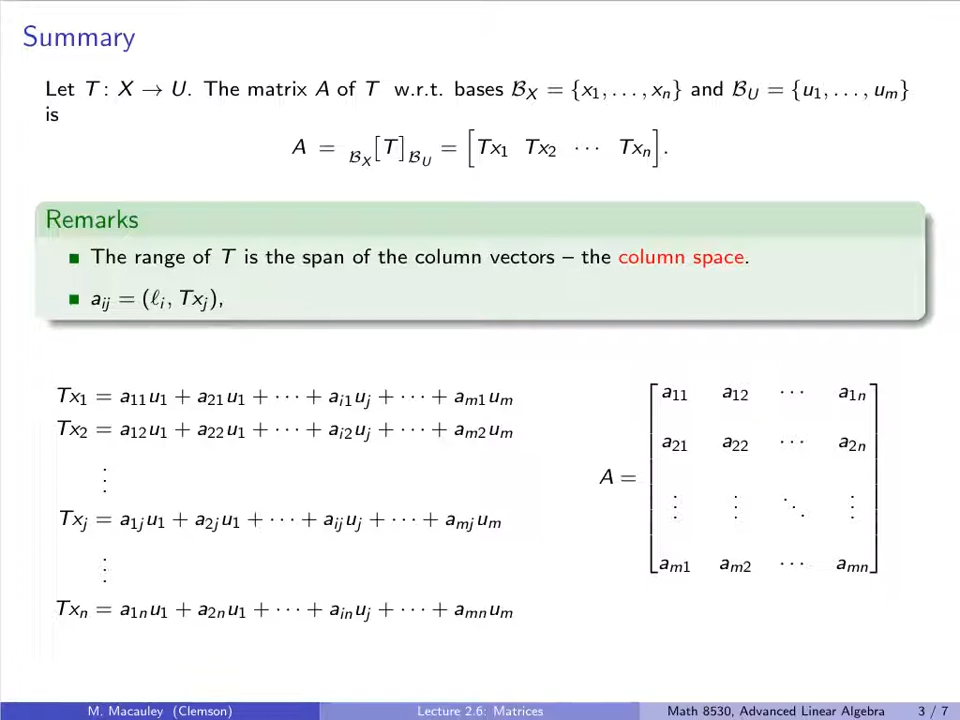 Summary
Let T : X → U. The matrix A of T w.r.t. bases 𝓑_X = {x_1, . . . , x_n} and 𝓑_U = {u_1, . . . , u_m}
is
A = _{𝓑_X}[T]_{𝓑_U} = [Tx_1 Tx_2 · · · Tx_n].
Remarks
■ The range of T is the span of the column vectors – the column space.
■ a_{ij} = (ℓ_i, Tx_j),
Tx_1 = a_{11}u_1 + a_{21}u_1 + · · · + a_{i1}u_j + · · · + a_{m1}u_m
Tx_2 = a_{12}u_1 + a_{22}u_1 + · · · + a_{i2}u_j + · · · + a_{m2}u_m
⋮
Tx_j = a_{1j}u_1 + a_{2j}u_1 + · · · + a_{ij}u_j + · · · + a_{mj}u_m
⋮
Tx_n = a_{1n}u_1 + a_{2n}u_1 + · · · + a_{in}u_j + · · · + a_{mn}u_m
A =
a_{11} a_{12} · · · a_{1n}
a_{21} a_{22} · · · a_{2n}
⋮ ⋮ ⋱ ⋮
a_{m1} a_{m2} · · · a_{mn}
M. Macauley (Clemson) Lecture 2.6: Matrices Math 8530, Advanced Linear Algebra 3 / 7